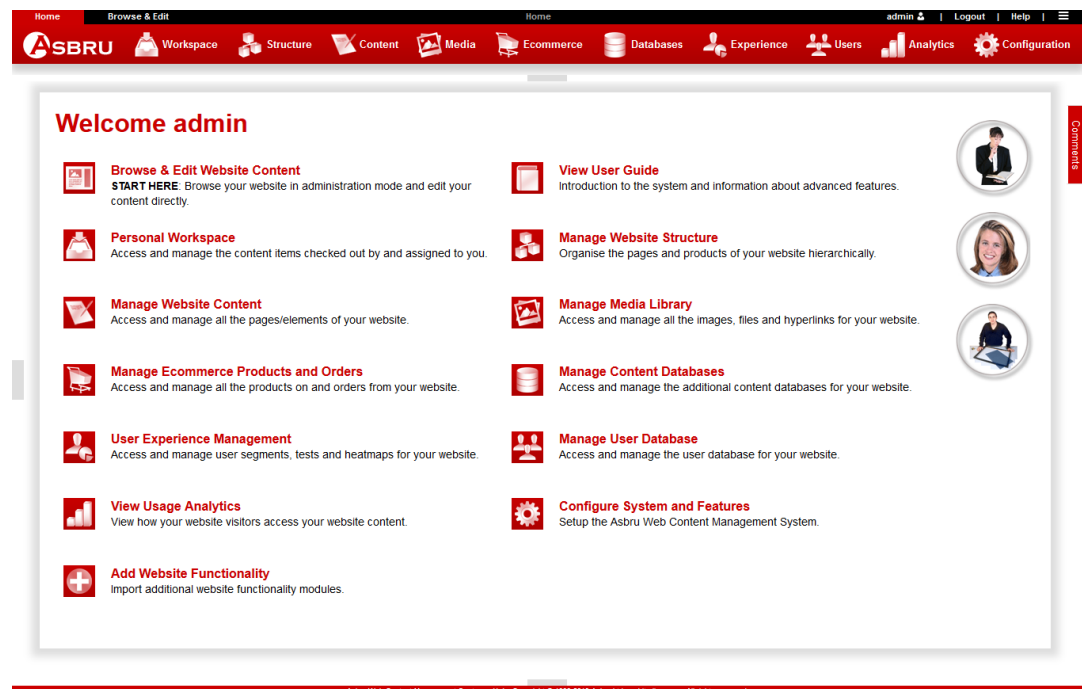 Home Browse & Edit Home admin | Logout | Help |
ASBRU Workspace Structure Content Media Ecommerce Databases Experience Users Analytics Configuration
Comments
Welcome admin
Browse & Edit Website Content
START HERE: Browse your website in administration mode and edit your
content directly.
View User Guide
Introduction to the system and information about advanced features.
Personal Workspace
Access and manage the content items checked out by and assigned to you.
Manage Website Structure
Organise the pages and products of your website hierarchically.
Manage Website Content
Access and manage all the pages/elements of your website.
Manage Media Library
Access and manage all the images, files and hyperlinks for your website.
Manage Ecommerce Products and Orders
Access and manage all the products on and orders from your website.
Manage Content Databases
Access and manage the additional content databases for your website.
User Experience Management
Access and manage user segments, tests and heatmaps for your website.
Manage User Database
Access and manage the user database for your website.
View Usage Analytics
View how your website visitors access your website content.
Configure System and Features
Setup the Asbru Web Content Management System.
Add Website Functionality
Import additional website functionality modules.